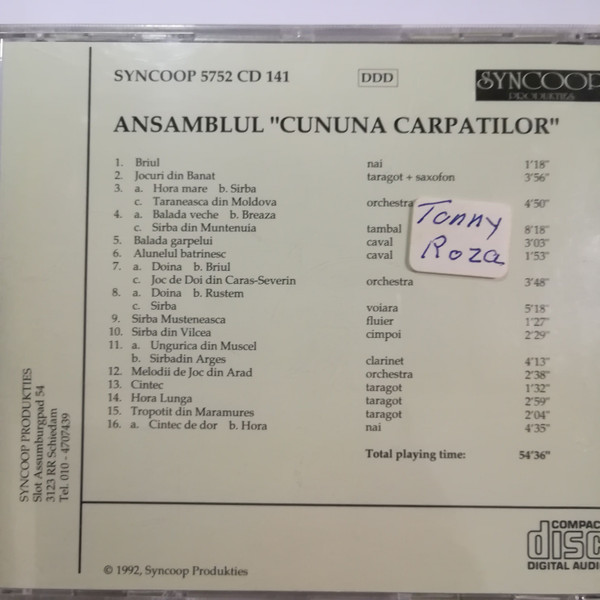 SYNCOOP 5752 CD 141 DDD SYNCOOP
PRODUKTIES
ANSAMBLUL "CUNUNA CARPATILOR"
1. Briul nai 1'18"
2. Jocuri din Banat taragot + saxofon 3'56"
3. a. Hora mare b. Sirba
c. Taraneasca din Moldova orchestra 4'50"
4. a. Balada veche b. Breaza
c. Sirba din Muntenuia tambal 8'18"
5. Balada garpelui caval 3'03"
6. Alunelul batrinesc caval 1'53"
7. a. Doina b. Briul
c. Joc de Doi din Caras-Severin orchestra 3'48"
8. a. Doina b. Rustem
c. Sirba voiara 5'18"
9. Sirba Musteneasca fluier 1'27"
10. Sirba din Vilcea cimpoi 2'29"
11. a. Ungurica din Muscel
b. Sirbadin Arges clarinet 4'13"
12. Melodii de Joc din Arad orchestra 2'38"
13. Cintec taragot 1'32"
14. Hora Lunga taragot 2'59"
15. Tropotit din Maramures taragot 2'04"
16. a. Cintec de dor b. Hora nai 4'35"
Total playing time: 54'36"
Tonny
Roza
SYNCOOP PRODUKTIES
Slot Assumburgpad 54
3123 RR Schiedam
Tel. 010 - 4707439
© 1992, Syncoop Produkties
COMPACT
disc
DIGITAL AUDIO